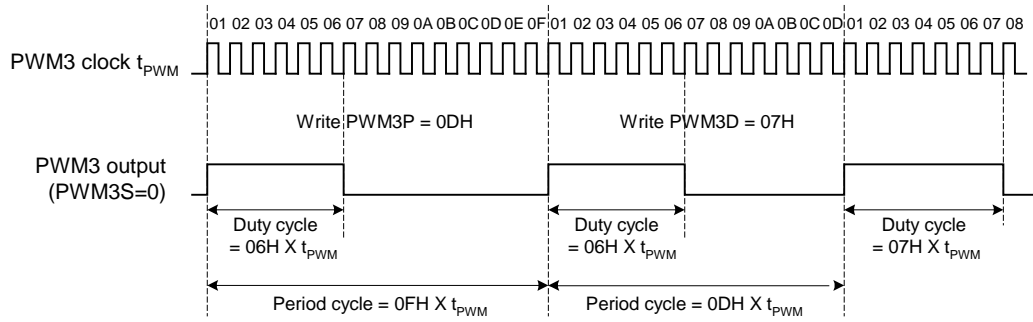 01 02 03 04 05 06 07 08 09 0A 0B 0C 0D 0E 0F 01 02 03 04 05 06 07 08 09 0A 0B 0C 0D 01 02 03 04 05 06 07 08
PWM3 clock tPWM
Write PWM3P = 0DH Write PWM3D = 07H
PWM3 output
(PWM3S=0)
Duty cycle Duty cycle Duty cycle
= 06H X tPWM = 06H X tPWM = 07H X tPWM
Period cycle = 0FH X tPWM Period cycle = 0DH X tPWM